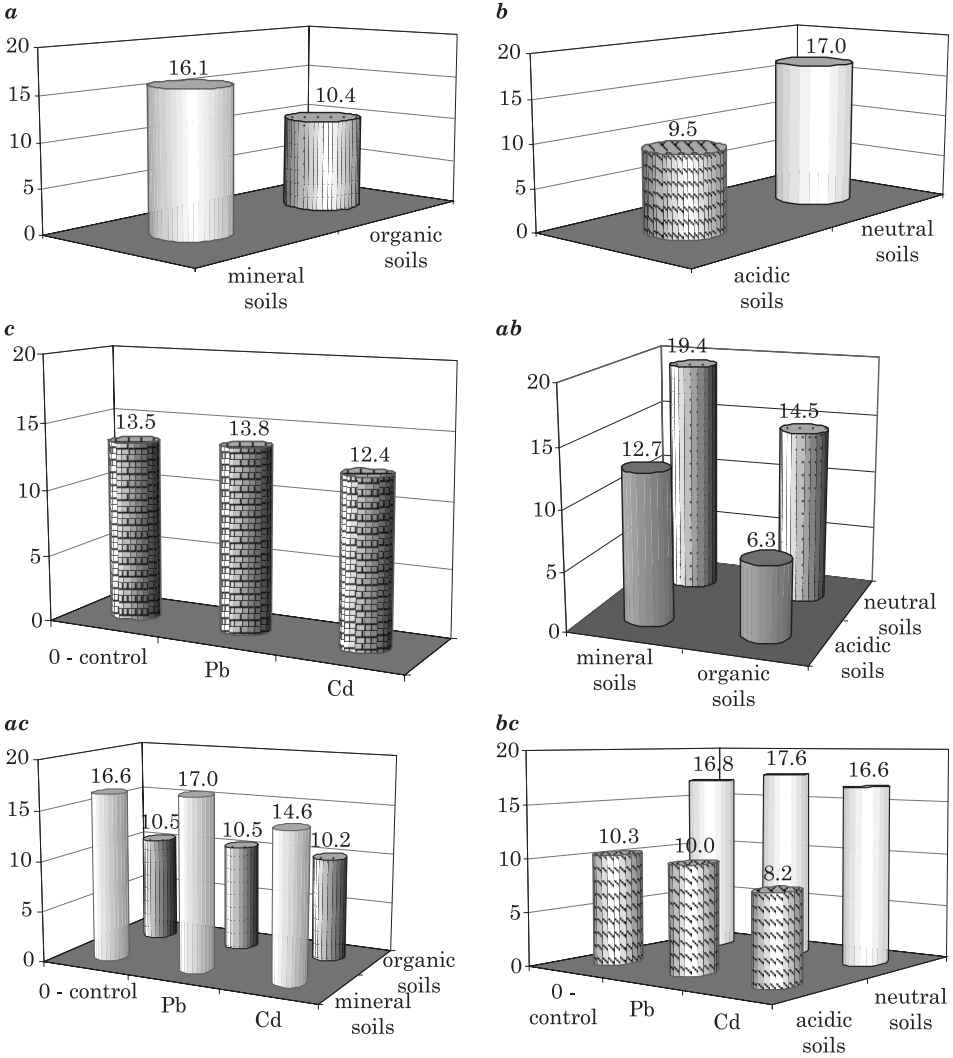 a
20
15
10
5
0
16.1
10.4
organic
soils
mineral
soils
b
20
15
10
5
0
17.0
9.5
neutral
soils
acidic
soils
c
20
15
10
5
0
13.5
13.8
12.4
0 - control
Pb
Cd
ab
20
15
10
5
0
19.4
14.5
12.7
6.3
neutral
soils
acidic
soils
mineral
soils
organic
soils
ac
20
15
10
5
0
16.6
17.0
14.6
10.5
10.5
10.2
organic
soils
mineral
soils
0 - control
Pb
Cd
bc
20
15
10
5
0
16.8
17.6
16.6
10.3
10.0
8.2
0 -
control
Pb
Cd
acidic
soils
neutral
soils